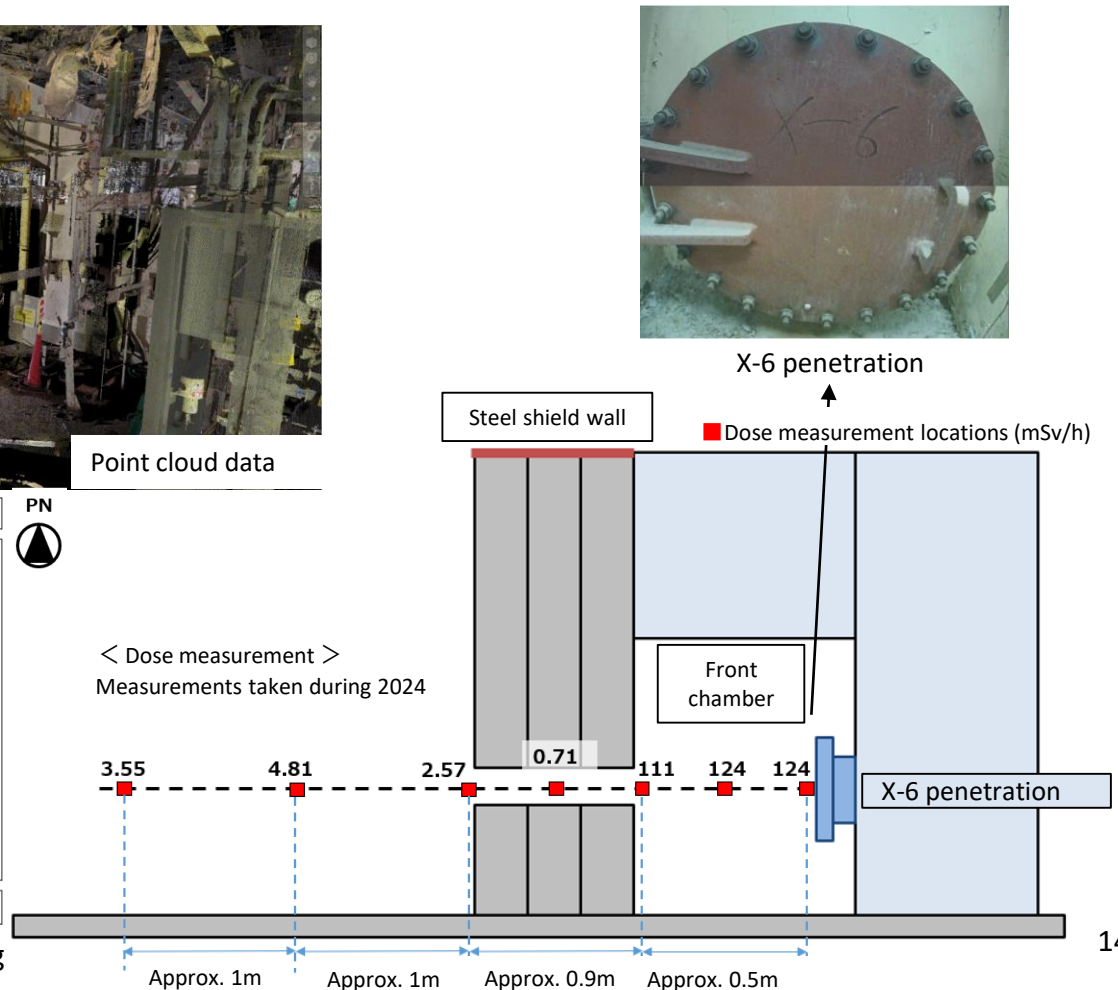 X-6
X-6 penetration
Point cloud data
Steel shield wall
Dose measurement locations (mSv/h)
PN
< Dose measurement >
Measurements taken during 2024
Front
chamber
3.55
4.81
2.57
0.71
111
124
124
X-6 penetration
Approx. 1m
Approx. 1m
Approx. 0.9m
Approx. 0.5m
14
g